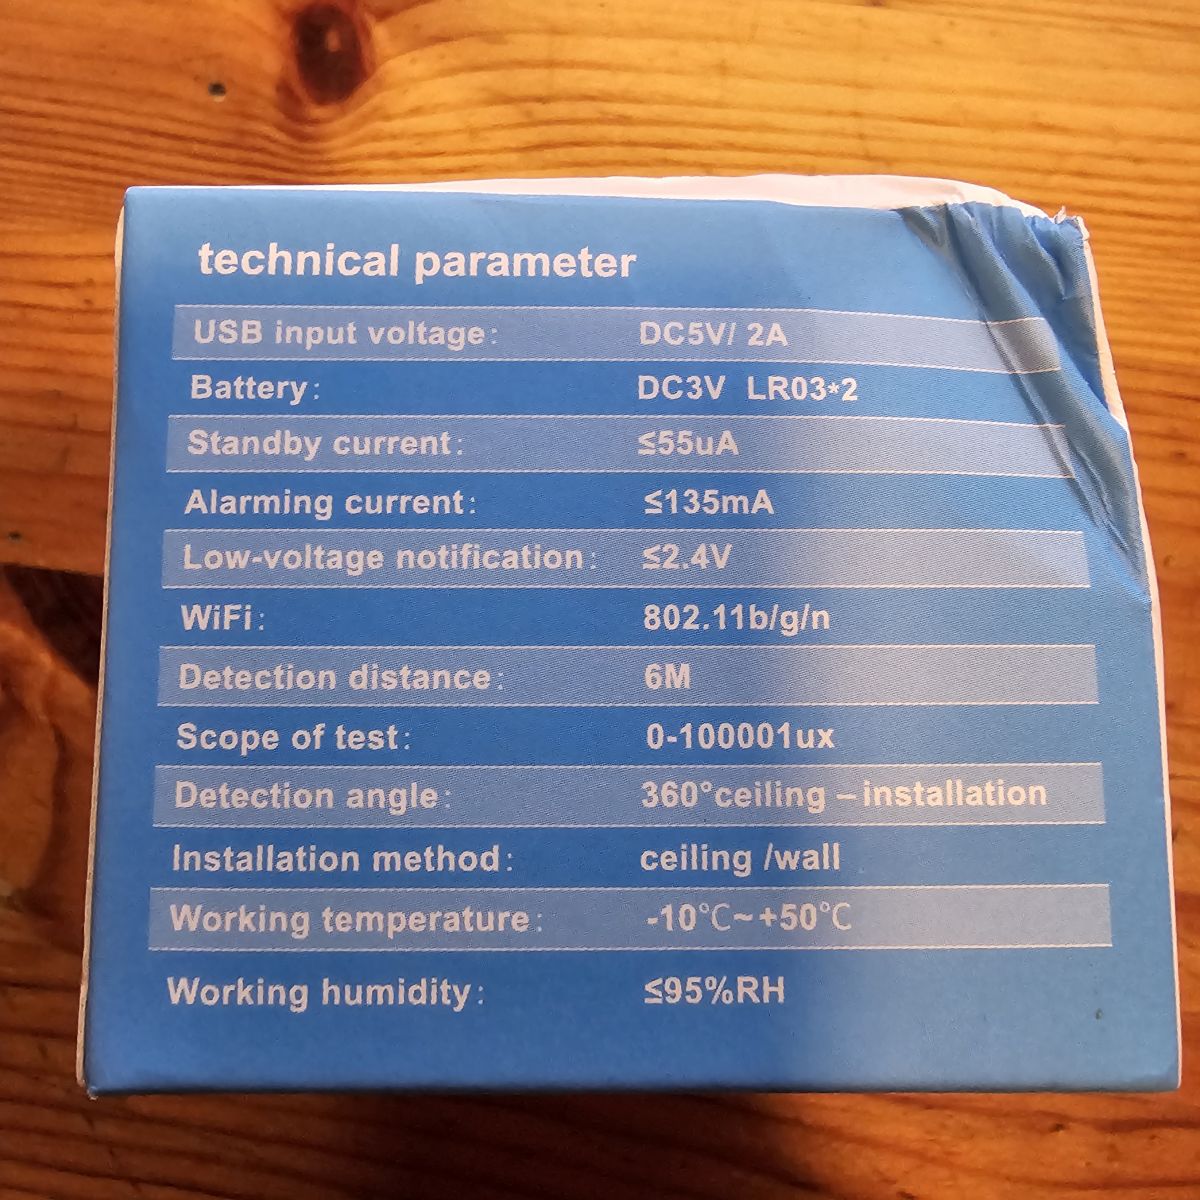 technical parameter
USB input voltage: DC5V/ 2A
Battery: DC3V LR03*2
Standby current: ≤55uA
Alarming current: ≤135mA
Low-voltage notification: ≤2.4V
WiFi: 802.11b/g/n
Detection distance: 6M
Scope of test: 0-100001ux
Detection angle: 360°ceiling –installation
Installation method: ceiling /wall
Working temperature: -10℃~+50℃
Working humidity: ≤95%RH